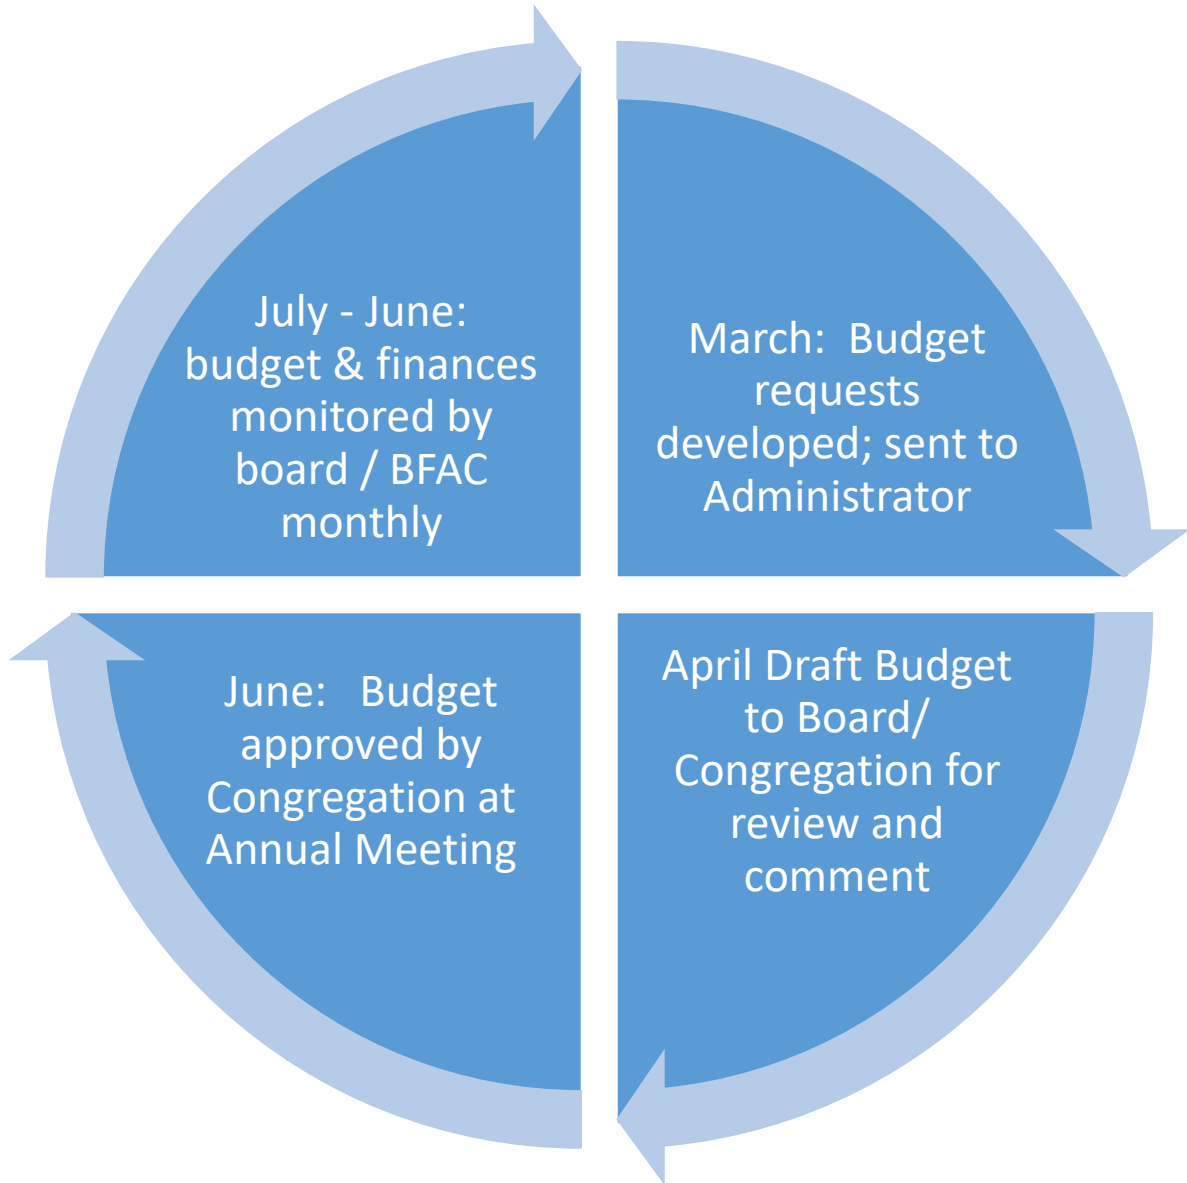 July - June:
budget & finances
monitored by
board / BFAC
monthly
March:  Budget
requests
developed; sent to
Administrator
June:   Budget
approved by
Congregation at
Annual Meeting
April Draft Budget
to Board/
Congregation for
review and
comment